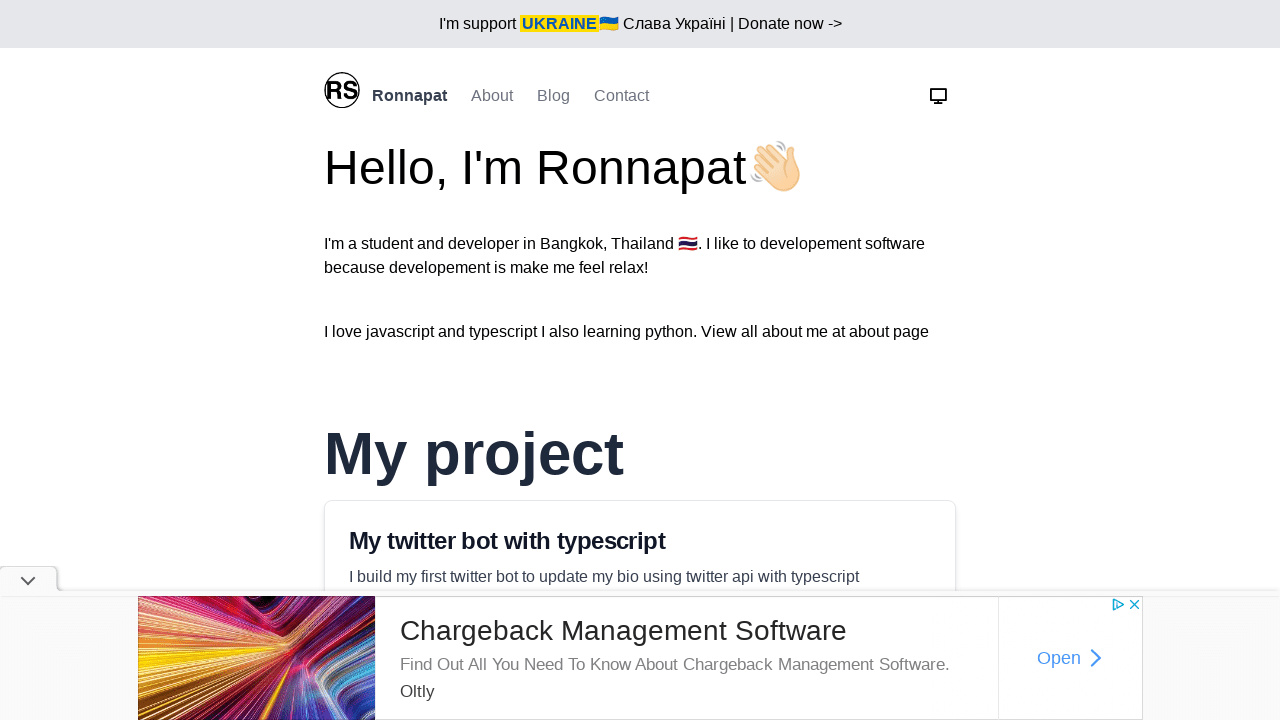 I'm support UKRAINE🇺🇦 Слава Україні | Donate now ->
RS Ronnapat About Blog Contact
Hello, I'm Ronnapat👋🏻
I'm a student and developer in Bangkok, Thailand 🇹🇭. I like to developement software
because developement is make me feel relax!
I love javascript and typescript I also learning python. View all about me at about page
My project
My twitter bot with typescript
I build my first twitter bot to update my bio using twitter api with typescript
Chargeback Management Software
Find Out All You Need To Know About Chargeback Management Software.
Oltly
Open